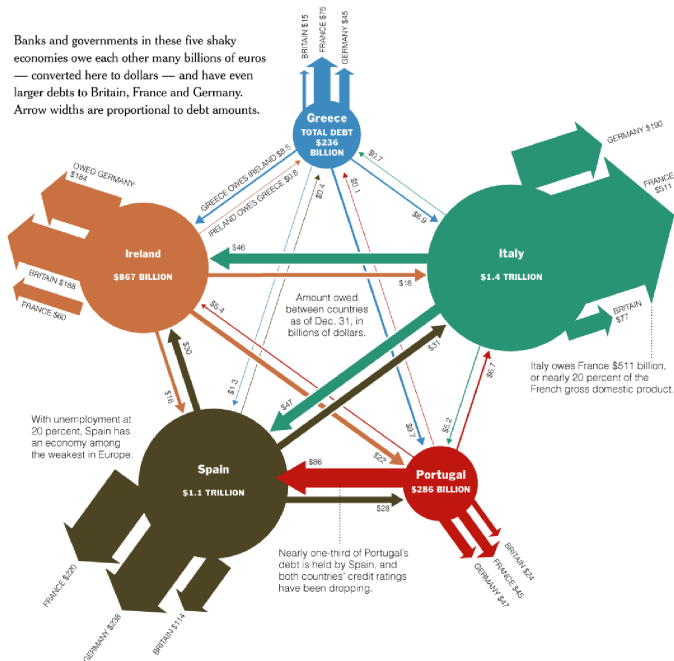 Banks and governments in these five shaky
economies owe each other many billions of euros
— converted here to dollars — and have even
larger debts to Britain, France and Germany.
Arrow widths are proportional to debt amounts.
BRITAIN $15
FRANCE $75
GERMANY $45
Greece
TOTAL DEBT
$236
BILLION
GERMANY $190
FRANCE
$511
OWED GERMANY
$184
GREECE OWES IRELAND $8.5
IRELAND OWES GREECE $0.8
$0.4
$0.1
$0.7
$6.9
Ireland
$867 BILLION
BRITAIN $188
FRANCE $60
$46
$18
Italy
$1.4 TRILLION
BRITAIN
$77
Amount owed
between countries
as of Dec. 31, in
billions of dollars.
$5.4
$30
$16
$1.3
$31
$47
$9.7
$6.7
$5.2
$22
Italy owes France $511 billion,
or nearly 20 percent of the
French gross domestic product.
With unemployment at
20 percent, Spain has
an economy among
the weakest in Europe.
Spain
$1.1 TRILLION
$86
$28
Portugal
$286 BILLION
Nearly one-third of Portugal's
debt is held by Spain, and
both countries' credit ratings
have been dropping.
FRANCE $220
GERMANY $238
BRITAIN $114
GERMANY $47
FRANCE $45
BRITAIN $24